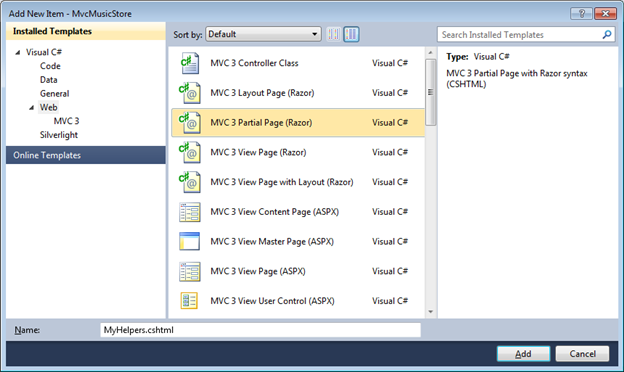 Add New Item - MvcMusicStore
Installed Templates
Visual C#
Code
Data
General
Web
MVC 3
Silverlight
Online Templates
Sort by: Default
MVC 3 Controller Class Visual C#
MVC 3 Layout Page (Razor) Visual C#
MVC 3 Partial Page (Razor) Visual C#
MVC 3 View Page (Razor) Visual C#
MVC 3 View Page with Layout (Razor) Visual C#
MVC 3 View Content Page (ASPX) Visual C#
MVC 3 View Master Page (ASPX) Visual C#
MVC 3 View Page (ASPX) Visual C#
MVC 3 View User Control (ASPX) Visual C#
Search Installed Templates
Type: Visual C#
MVC 3 Partial Page with Razor syntax
(CSHTML)
Name: MyHelpers.cshtml
Add Cancel